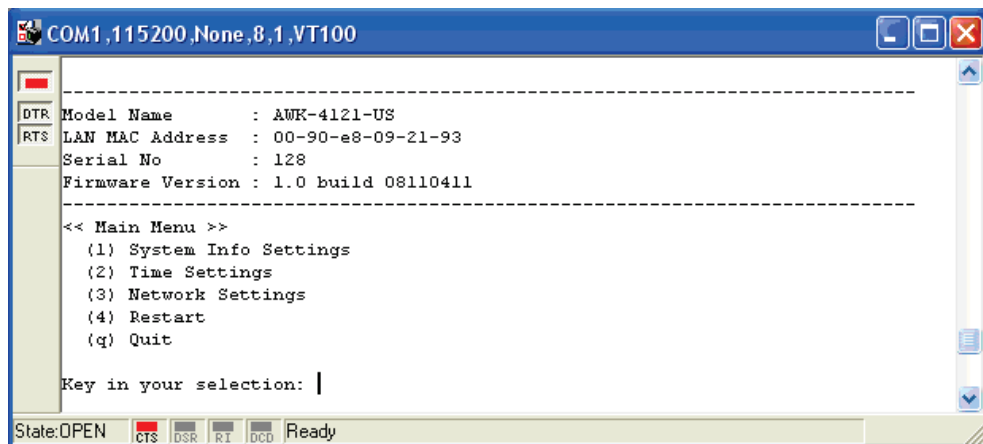 COM1,115200,None,8,1,VT100
--------------------------------------------------------------------------------
DTR
RTS
Model Name : AWK-4121-US
LAN MAC Address : 00-90-e8-09-21-93
Serial No : 128
Firmware Version : 1.0 build 08110411
--------------------------------------------------------------------------------
<< Main Menu >>
(1) System Info Settings
(2) Time Settings
(3) Network Settings
(4) Restart
(q) Quit
Key in your selection:
State:OPEN CTS DSR RI DCD Ready